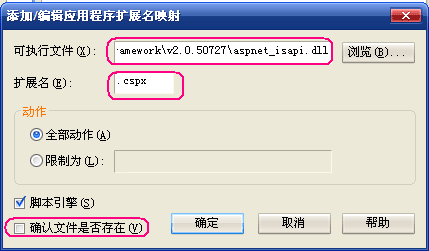 添加/编辑应用程序扩展名映射
可执行文件(X): amework\v2.0.50727\aspnet_isapi.dll 浏览(B)...
扩展名(E): .cspx
动作
全部动作(A)
限制为(L):
脚本引擎(S)
确认文件是否存在(V) 确定 取消 帮助